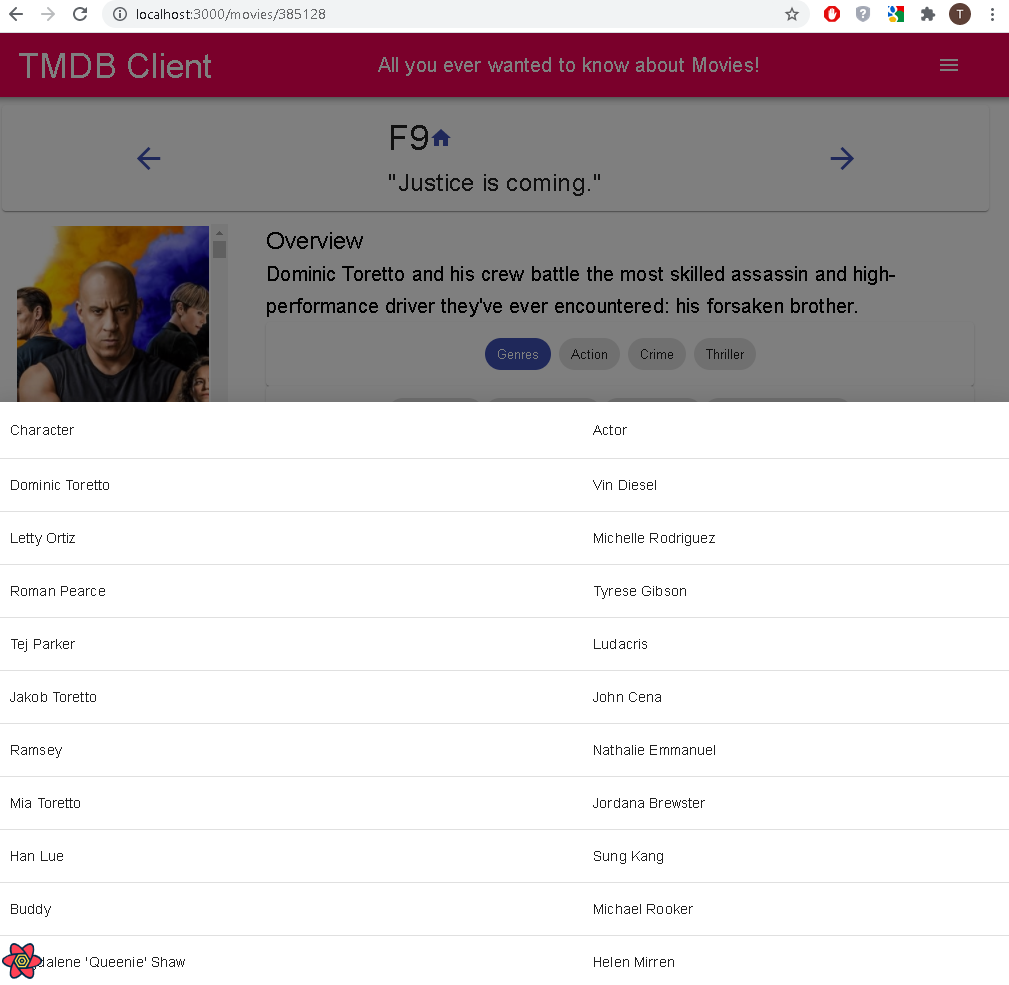 localhost:3000/movies/385128
T
TMDB Client
All you ever wanted to know about Movies!
F9
"Justice is coming."
Overview
Dominic Toretto and his crew battle the most skilled assassin and high-
performance driver they've ever encountered: his forsaken brother.
Genres Action Crime Thriller
Character Actor
Dominic Toretto Vin Diesel
Letty Ortiz Michelle Rodriguez
Roman Pearce Tyrese Gibson
Tej Parker Ludacris
Jakob Toretto John Cena
Ramsey Nathalie Emmanuel
Mia Toretto Jordana Brewster
Han Lue Sung Kang
Buddy Michael Rooker
'Queenie' Shaw Helen Mirren